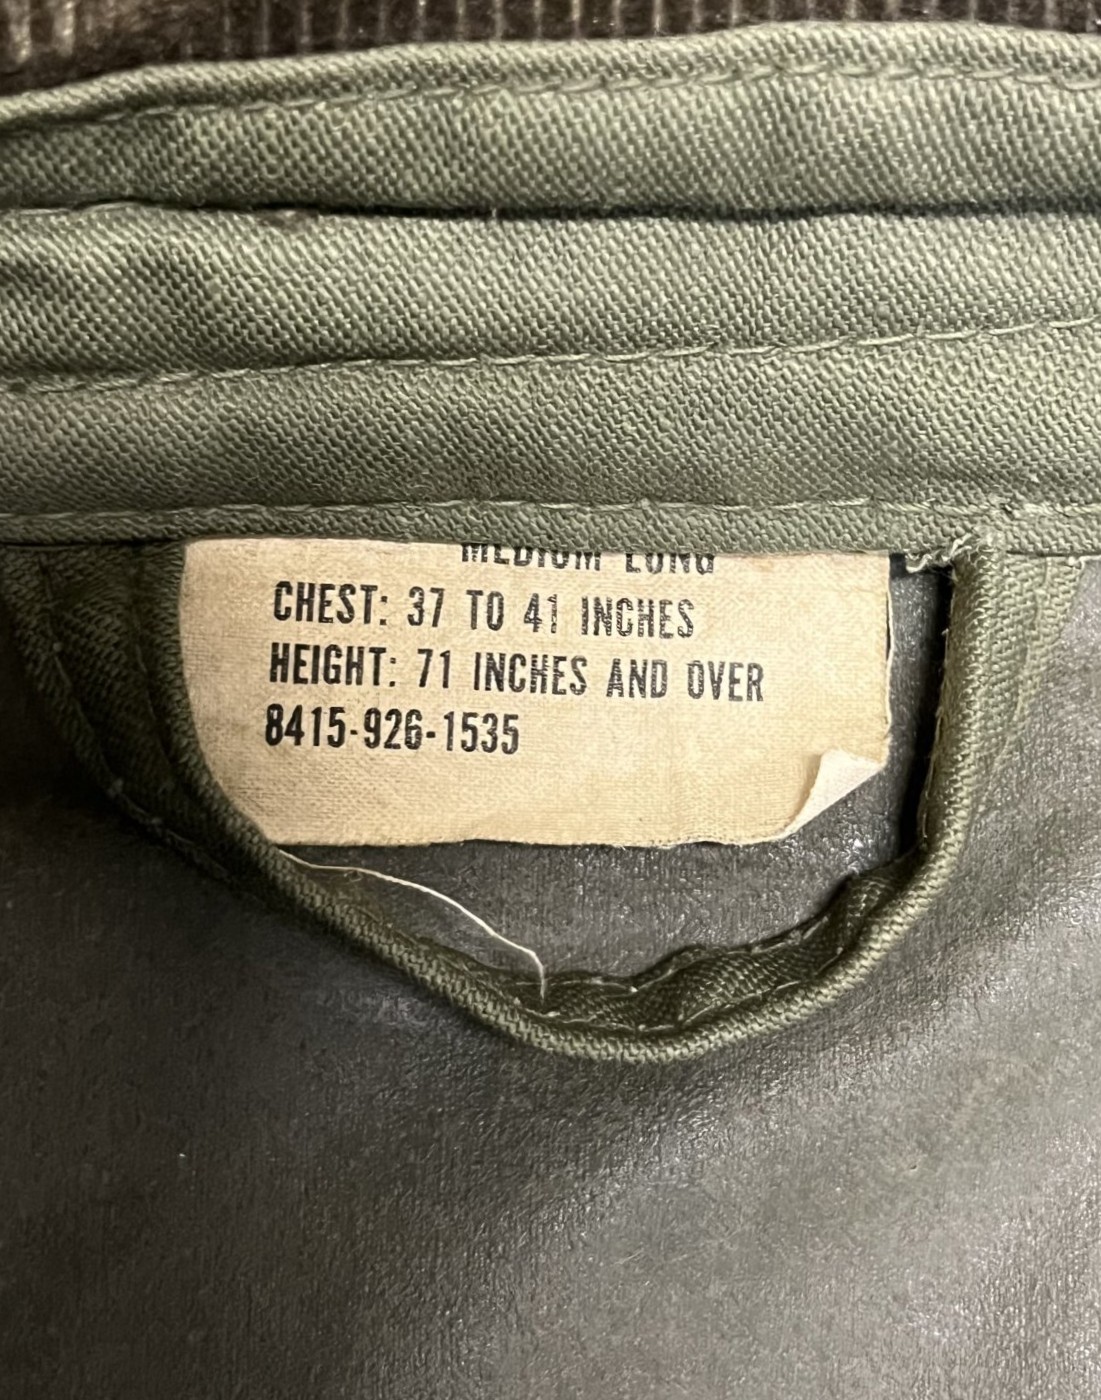 MEDIUM LONG
CHEST: 37 TO 41 INCHES
HEIGHT: 71 INCHES AND OVER
8415-926-1535